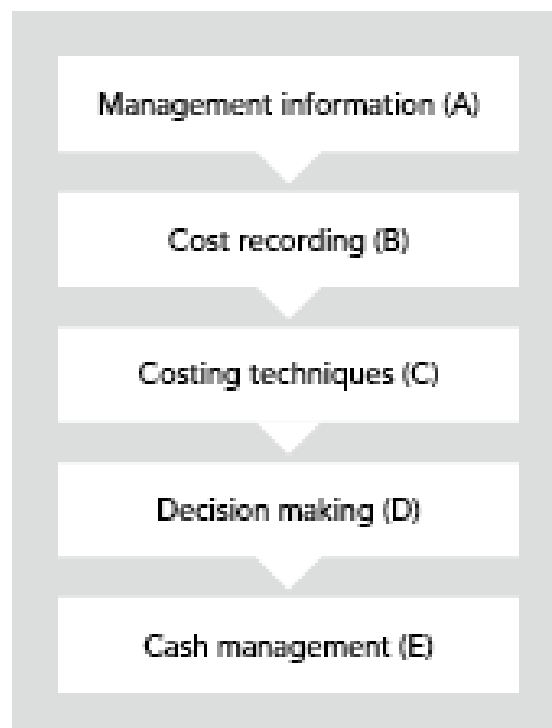 Management information (A)
Cost recording (B)
Costing techniques (C)
Decision making (D)
Cash management (E)